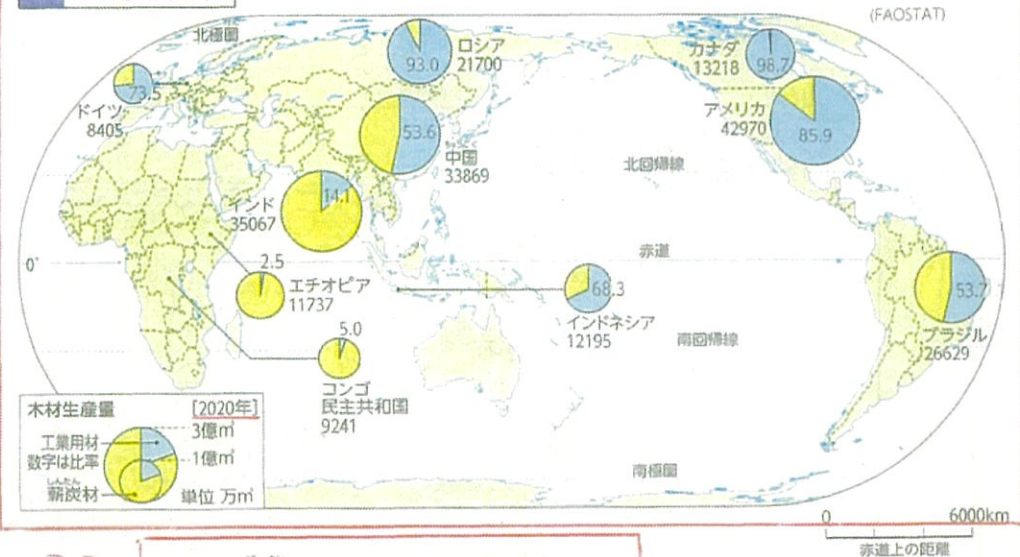 (FAOSTAT)
北極圏
ロシア
21700
93.0
カナダ
13218
98.7
ドイツ
8405
73.5
アメリカ
42970
85.9
中国
33869
53.6
北回帰線
インド
35067
14.1
赤道
0°
2.5
エチオピア
11737
68.3
インドネシア
12195
53.7
ブラジル
26629
南回帰線
5.0
コンゴ
民主共和国
9241
木材生産量 [2020年]
3億㎥
工業用材
数字は比率
1億㎥
しんたん
薪炭材
単位 万㎥
南極圏
0 6000km
赤道上の距離